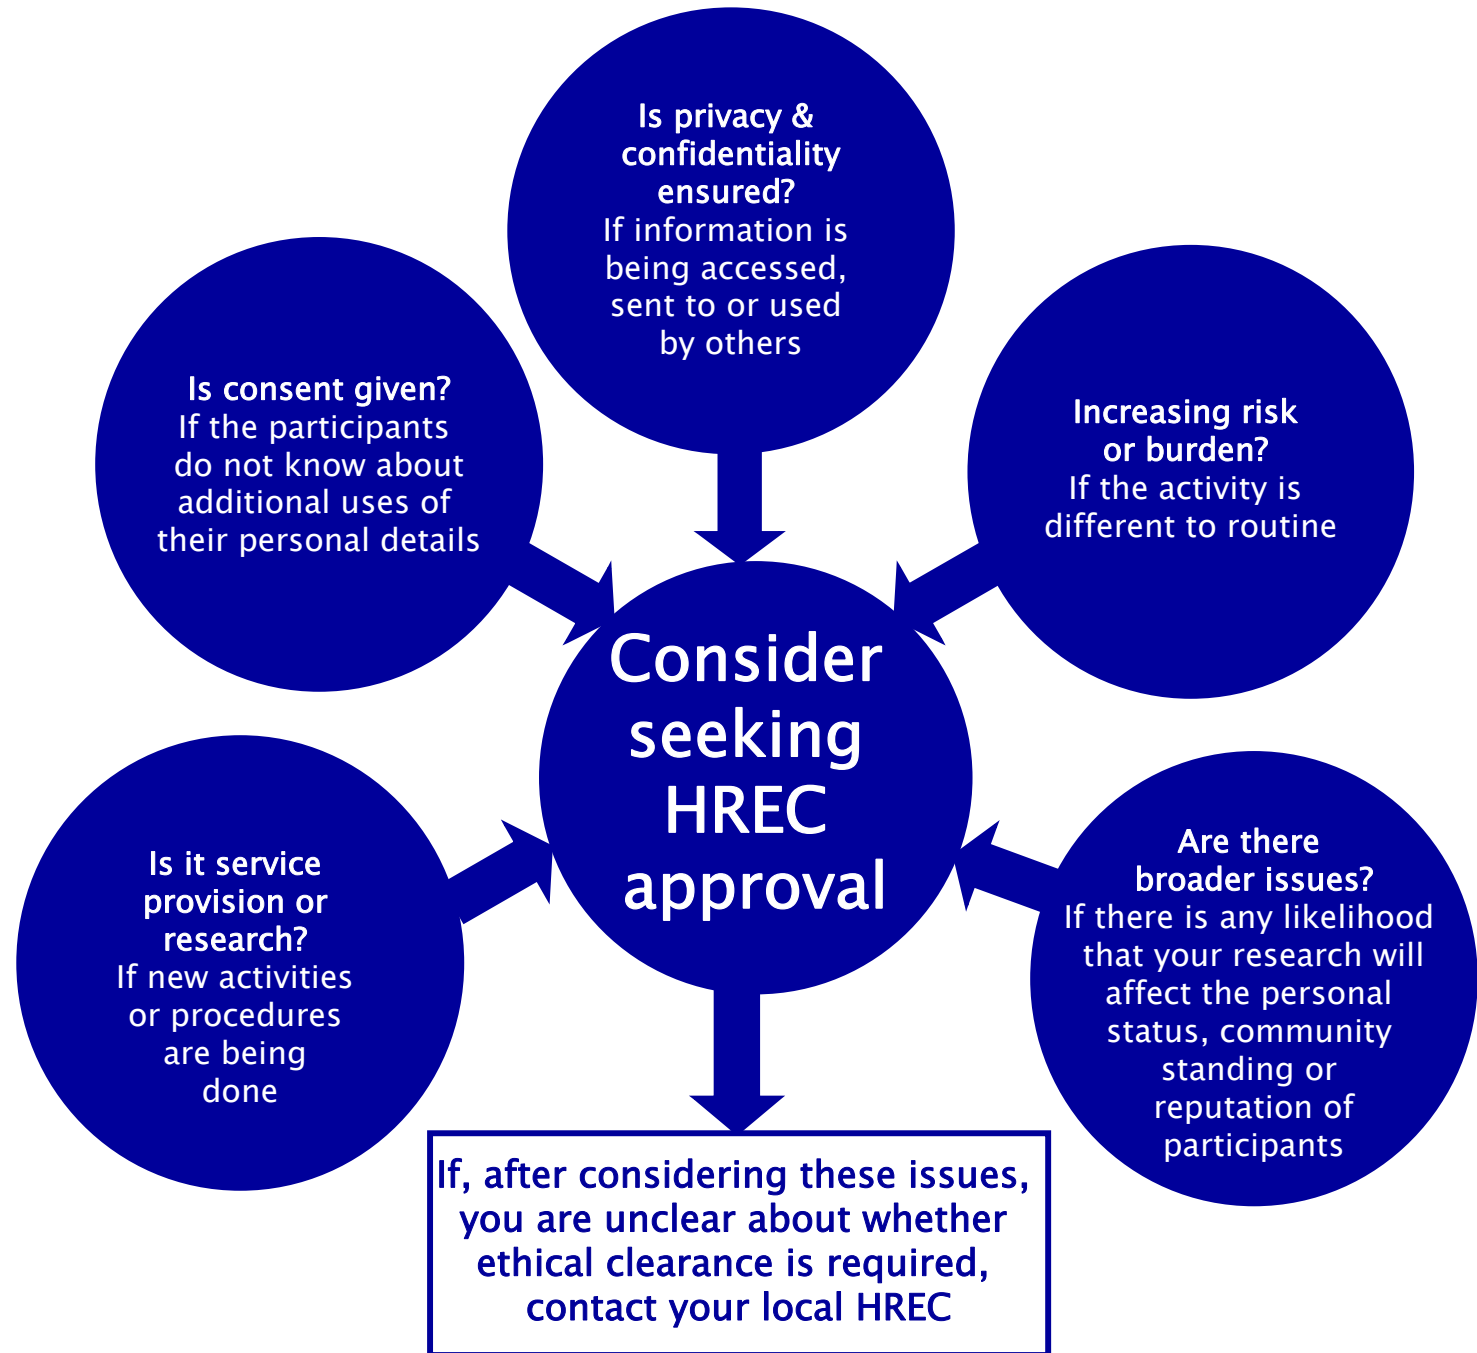 Is privacy &
confidentiality
ensured?
If information is
being accessed,
sent to or used
by others
Is consent given?
If the participants
do not know about
additional uses of
their personal details
Increasing risk
or burden?
If the activity is
different to routine
Consider
seeking
HREC
approval
Is it service
provision or
research?
If new activities
or procedures
are being
done
Are there
broader issues?
If there is any likelihood
that your research will
affect the personal
status, community
standing or
reputation of
participants
If, after considering these issues,
you are unclear about whether
ethical clearance is required,
contact your local HREC